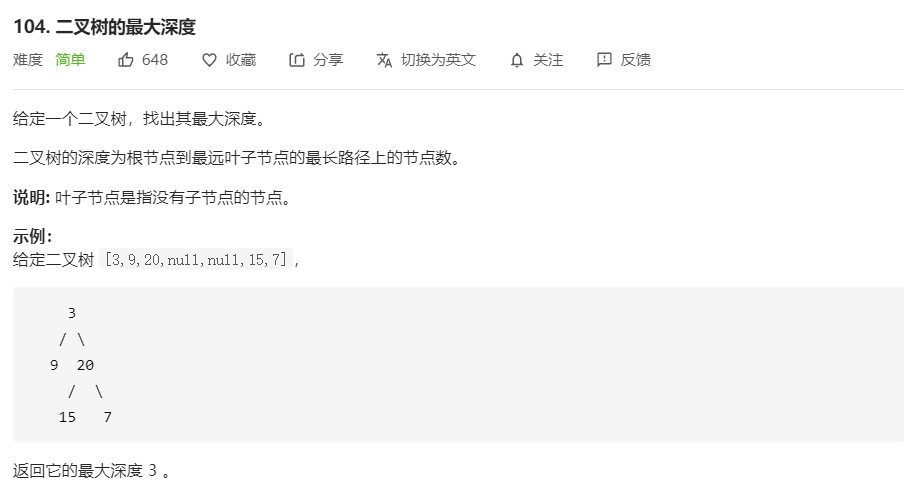 104. 二叉树的最大深度
难度 简单 648 收藏 分享 切换为英文 关注 反馈
给定一个二叉树，找出其最大深度。
二叉树的深度为根节点到最远叶子节点的最长路径上的节点数。
说明: 叶子节点是指没有子节点的节点。
示例：
给定二叉树 [3,9,20,null,null,15,7]，
3
/ \
9 20
/ \
15 7
返回它的最大深度 3 。